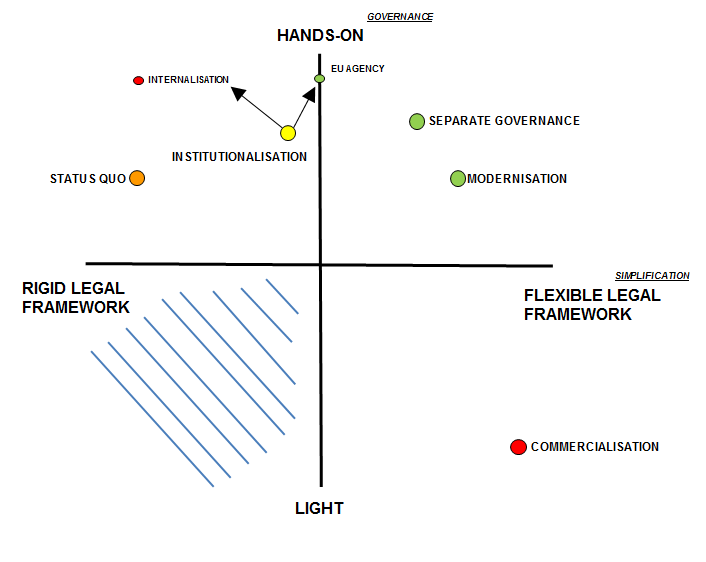 GOVERNANCE
HANDS-ON
EU AGENCY
INTERNALISATION
SEPARATE GOVERNANCE
INSTITUTIONALISATION
STATUS QUO
MODERNISATION
SIMPLIFICATION
RIGID LEGAL
FRAMEWORK
FLEXIBLE LEGAL
FRAMEWORK
COMMERCIALISATION
LIGHT